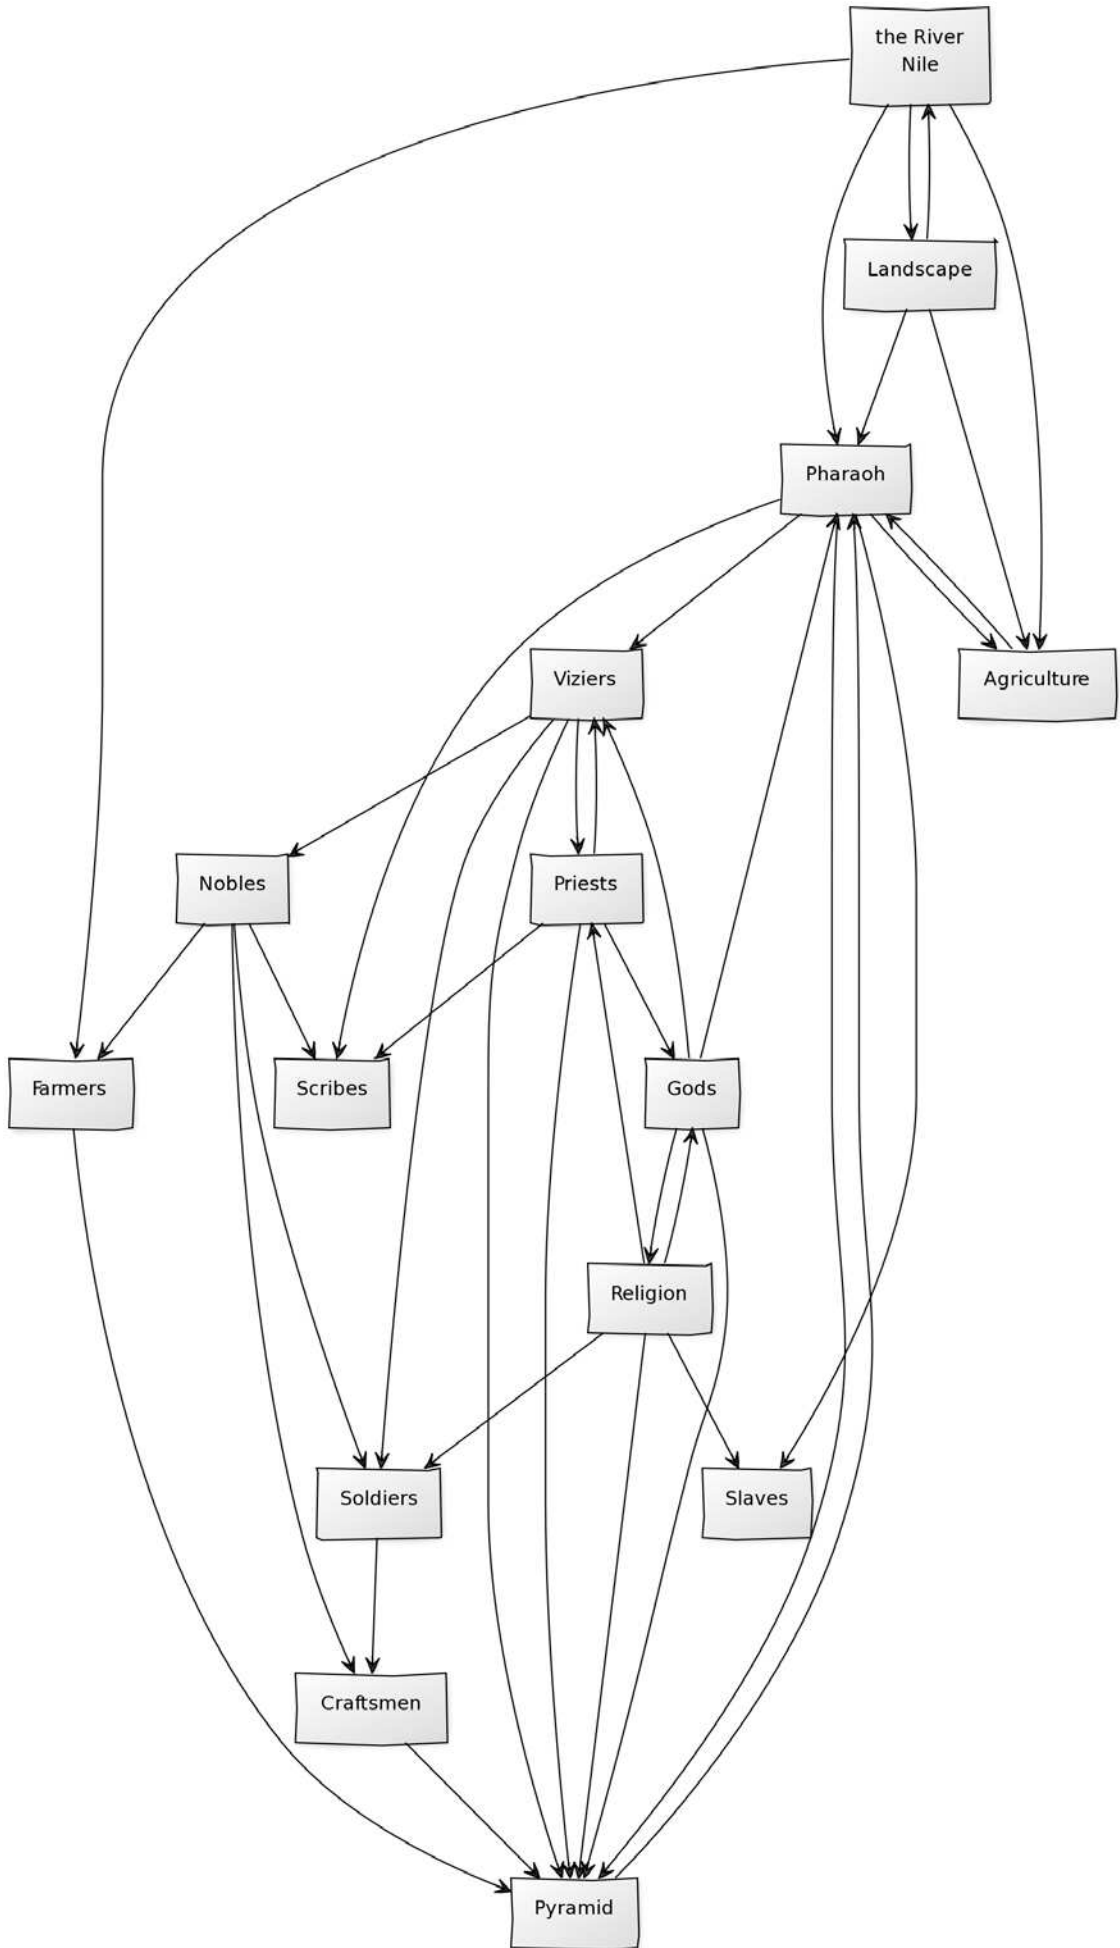 the River
Nile
Landscape
Pharaoh
Viziers
Agriculture
Nobles
Priests
Farmers
Scribes
Gods
Religion
Soldiers
Slaves
Craftsmen
Pyramid